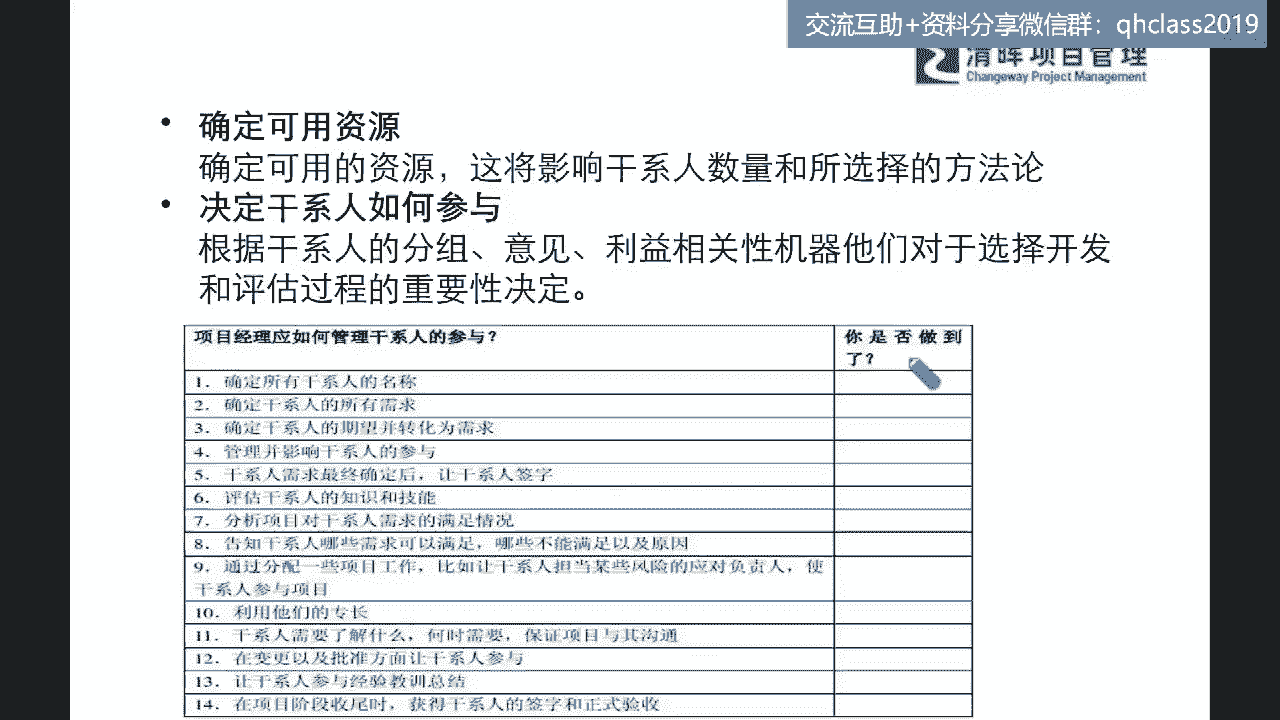 交流互助+资料分享微信群：qhclass2019
清晖项目管理
Changeway Project Management
• 确定可用资源
确定可用的资源，这将影响干系人数量和所选择的方法论
• 决定干系人如何参与
根据干系人的分组、意见、利益相关性机器他们对于选择开发
和评估过程的重要性决定。
项目经理应如何管理干系人的参与？
你是否做到
了？
1．确定所有干系人的名称
2．确定干系人的所有需求
3．确定干系人的期望并转化为需求
4．管理并影响干系人的参与
5．干系人需求最终确定后，让干系人签字
6．评估干系人的知识和技能
7．分析项目对干系人需求的满足情况
8．告知干系人哪些需求可以满足，哪些不能满足以及原因
9．通过分配一些项目工作，比如让干系人担当某些风险的应对负责人，使
干系人参与项目
10．利用他们的专长
11．干系人需要了解什么，何时需要，保证项目与其沟通
12．在变更以及批准方面让干系人参与
13．让干系人参与经验教训总结
14．在项目阶段收尾时，获得干系人的签字和正式验收